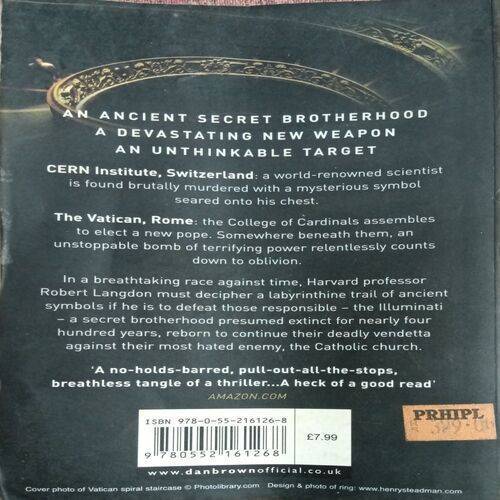 AN ANCIENT SECRET BROTHERHOOD
A DEVASTATING NEW WEAPON
AN UNTHINKABLE TARGET
CERN Institute, Switzerland: a world-renowned scientist
is found brutally murdered with a mysterious symbol
seared onto his chest.
The Vatican, Rome: the College of Cardinals assembles
to elect a new pope. Somewhere beneath them, an
unstoppable bomb of terrifying power relentlessly counts
down to oblivion.
In a breathtaking race against time, Harvard professor
Robert Langdon must decipher a labyrinthine trail of ancient
symbols if he is to defeat those responsible – the Illuminati
– a secret brotherhood presumed extinct for nearly four
hundred years, reborn to continue their deadly vendetta
against their most hated enemy, the Catholic church.
'A no-holds-barred, pull-out-all-the-stops,
breathless tangle of a thriller...A heck of a good read'
AMAZON.COM
ISBN 978-0-55-216126-8
9 780552 161268
£7.99
PRHIPL
www.danbrownofficial.co.uk
Cover photo of Vatican spiral staircase © Photolibrary.com Design & photo of ring: www.henrysteadman.com